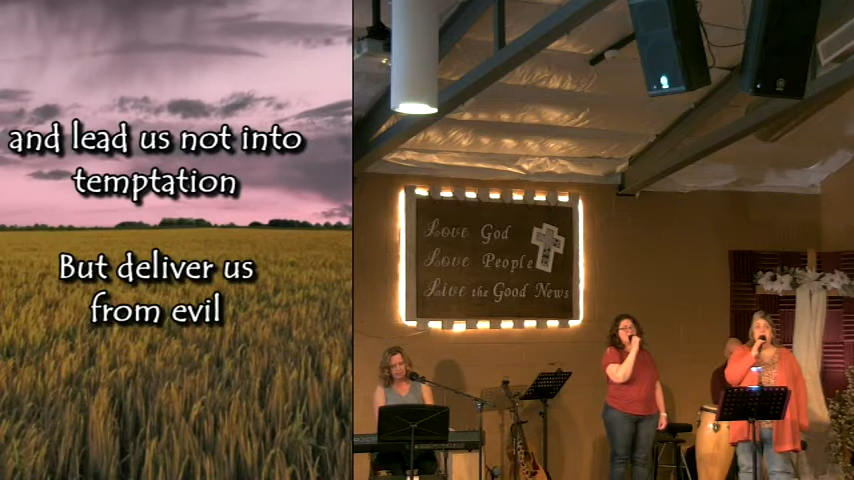 and lead us not into
temptation
But deliver us
from evil
Love God
Love People
Live the Good News